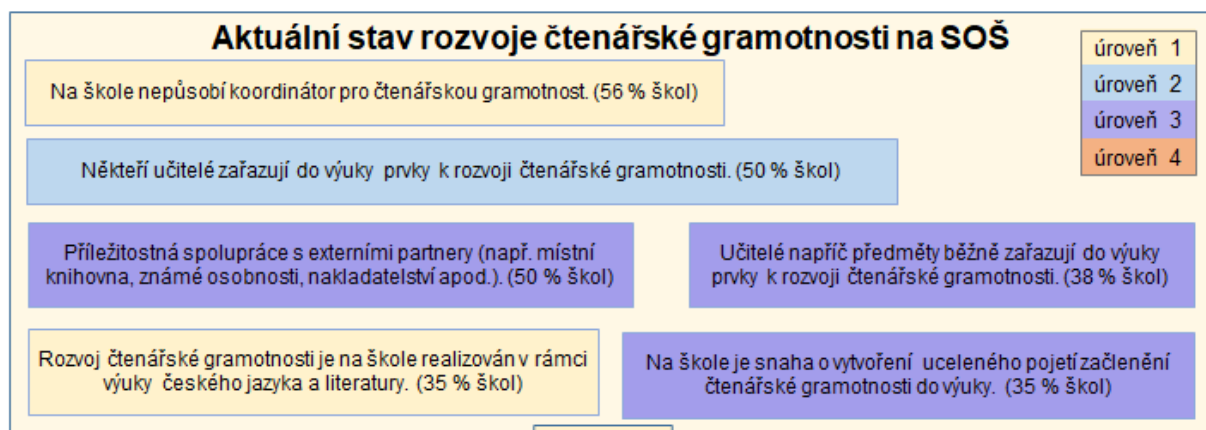 Aktuální stav rozvoje čtenářské gramotnosti na SOŠ
úroveň 1
úroveň 2
úroveň 3
úroveň 4
Na škole nepůsobí koordinátor pro čtenářskou gramotnost. (56 % škol)
Někteří učitelé zařazují do výuky prvky k rozvoji čtenářské gramotnosti. (50 % škol)
Příležitostná spolupráce s externími partnery (např. místní
knihovna, známé osobnosti, nakladatelství apod.). (50 % škol)
Učitelé napříč předměty běžně zařazují do výuky
prvky k rozvoji čtenářské gramotnosti. (38 % škol)
Rozvoj čtenářské gramotnosti je na škole realizován v rámci
výuky českého jazyka a literatury. (35 % škol)
Na škole je snaha o vytvoření uceleného pojetí začlenění
čtenářské gramotnosti do výuky. (35 % škol)